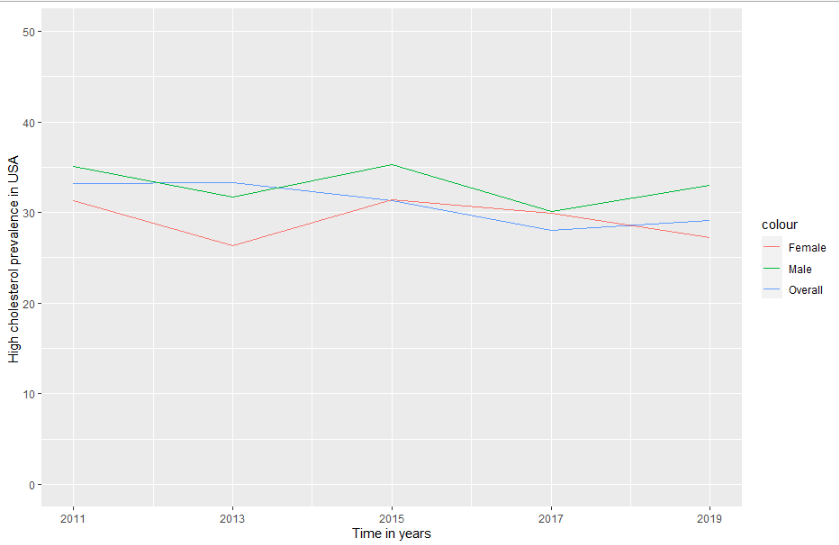 High cholesterol prevalence in USA
50
40
30
20
10
0
2011 2013 2015 2017 2019
Time in years
colour
Female
Male
Overall